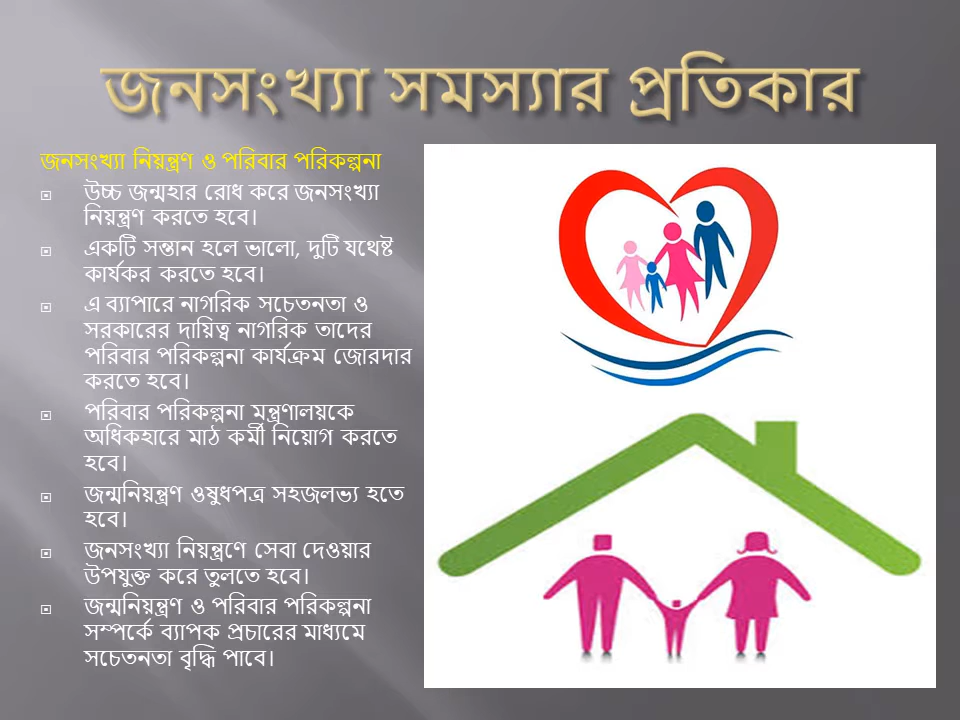 জনসংখ্যা সমস্যার প্রতিকার
জনসংখ্যা নিয়ন্ত্রণ ও পরিবার পরিকল্পনা
উচ্চ জন্মহার রোধ করে জনসংখ্যা
নিয়ন্ত্রণ করতে হবে।
একটি সন্তান হলে ভালো, দুটি যথেষ্ট
কার্যকর করতে হবে।
এ ব্যাপারে নাগরিক সচেতনতা ও
সরকারের দায়িত্ব নাগরিক তাদের
পরিবার পরিকল্পনা কার্যক্রম জোরদার
করতে হবে।
পরিবার পরিকল্পনা মন্ত্রণালয়কে
অধিকহারে মাঠ কর্মী নিয়োগ করতে
হবে।
জন্মনিয়ন্ত্রণ ওষুধপত্র সহজলভ্য হতে
হবে।
জনসংখ্যা নিয়ন্ত্রণে সেবা দেওয়ার
উপযুক্ত করে তুলতে হবে।
জন্মনিয়ন্ত্রণ ও পরিবার পরিকল্পনা
সম্পর্কে ব্যাপক প্রচারের মাধ্যমে
সচেতনতা বৃদ্ধি পাবে।